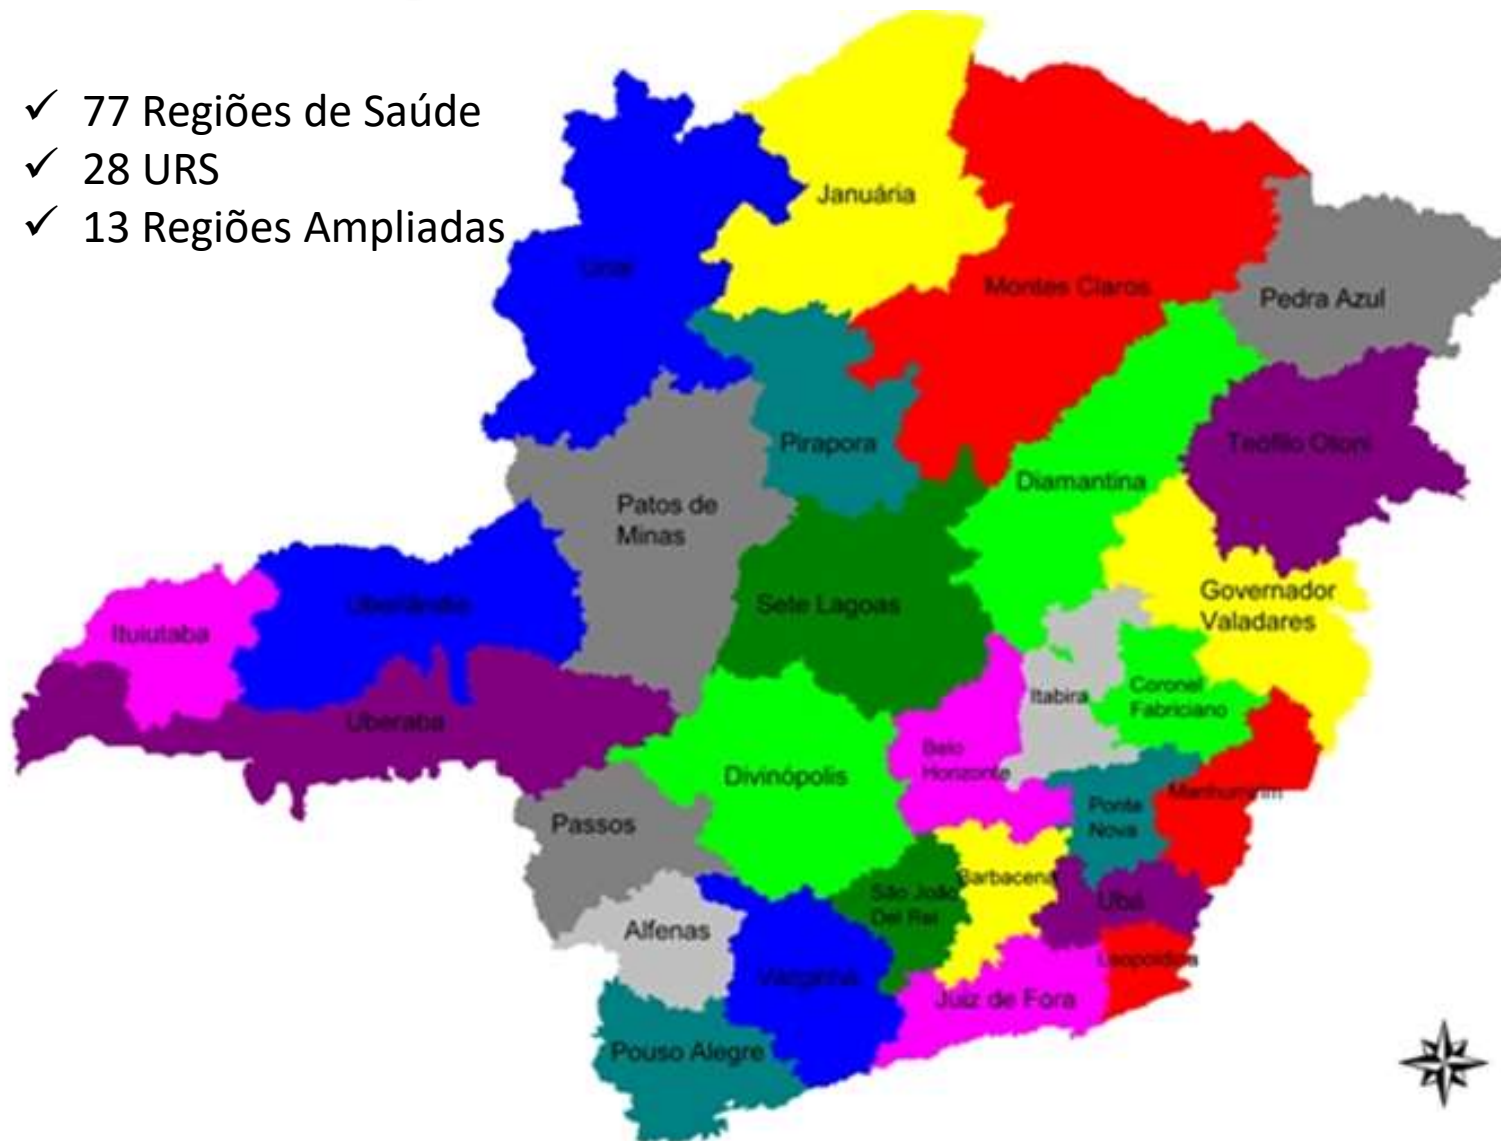 ✓ 77 Regiões de Saúde
✓ 28 URS
✓ 13 Regiões Ampliadas
Januária
Unaí
Montes Claros
Pedra Azul
Pirapora
Teófilo Otoni
Diamantina
Patos de
Minas
Governador
Valadares
Sete Lagoas
Uberlândia
Ituiutaba
Itabira
Coronel
Fabriciano
Uberaba
Belo
Horizonte
Divinópolis
Manhumirim
Ponte
Nova
Passos
Barbacena
São João
Del Rei
Ubá
Alfenas
Leopoldina
Varginha
Juiz de Fora
Pouso Alegre